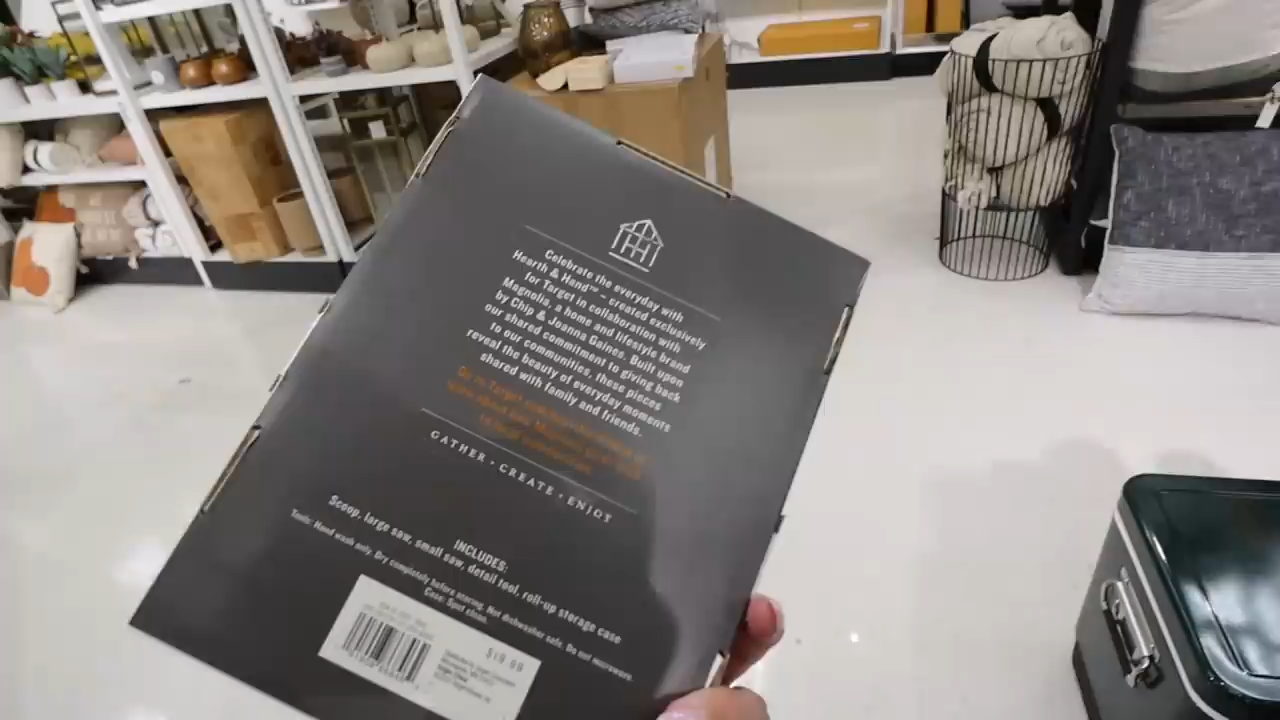 Celebrate the everyday with
Hearth & Hand™ – created exclusively
for Target in collaboration with
Magnolia, a home and lifestyle brand
by Chip & Joanna Gaines. Built upon
our shared commitment to giving back
to our communities, these pieces
reveal the beauty of everyday moments
shared with family and friends.
Go to Target
GATHER • CREATE • ENJOY
INCLUDES:
Scoop, large saw, small saw, detail tool, roll-up storage case
Tools: Hand wash only. Dry completely before storing. Not dishwasher safe. Do not microwave.
Case: Spot clean.
$19.99